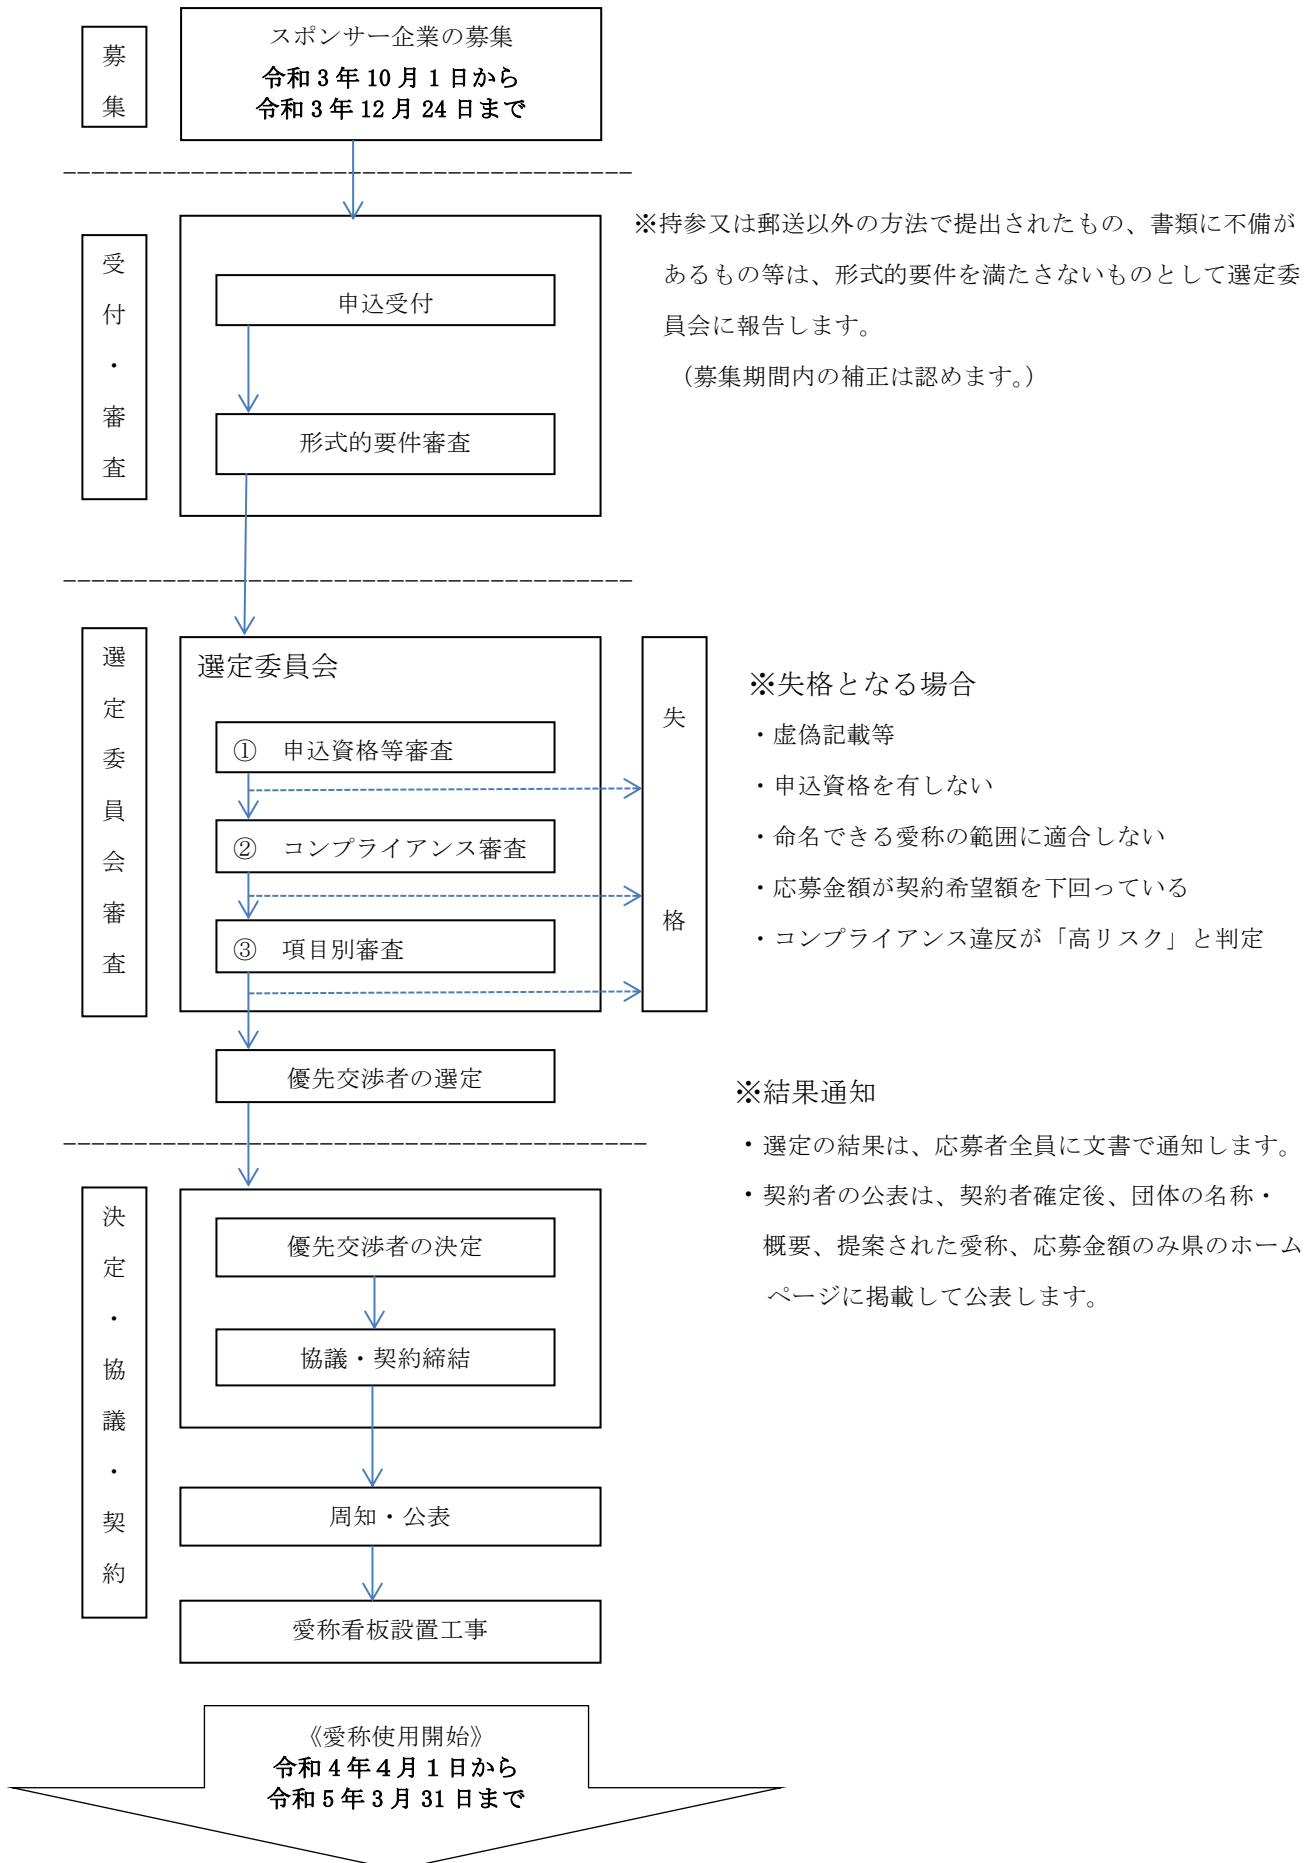 募集
スポンサー企業の募集
令和３年 10 月１日から
令和３年 12 月 24 日まで
受付・審査
申込受付
形式的要件審査
※持参又は郵送以外の方法で提出されたもの、書類に不備が
あるもの等は、形式的要件を満たさないものとして選定委
員会に報告します。
（募集期間内の補正は認めます。）
選定委員会審査
選定委員会
① 申込資格等審査
② コンプライアンス審査
③ 項目別審査
失格
※失格となる場合
・虚偽記載等
・申込資格を有しない
・命名できる愛称の範囲に適合しない
・応募金額が契約希望額を下回っている
・コンプライアンス違反が「高リスク」と判定
優先交渉者の選定
※結果通知
・選定の結果は、応募者全員に文書で通知します。
・契約者の公表は、契約者確定後、団体の名称・
概要、提案された愛称、応募金額のみ県のホーム
ページに掲載して公表します。
決定・協議・契約
優先交渉者の決定
協議・契約締結
周知・公表
愛称看板設置工事
《愛称使用開始》
令和４年４月１日から
令和５年３月 31 日まで